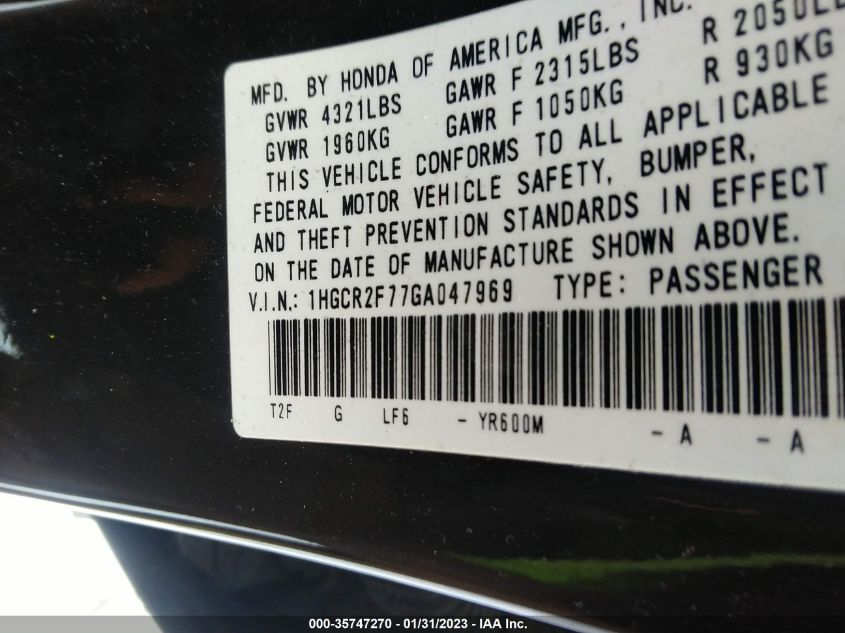 MFD. BY HONDA OF AMERICA MFG., INC.
GVWR 4321LBS GAWR F 2315LBS R 2050LB
GVWR 1960KG GAWR F 1050KG R 930KG
THIS VEHICLE CONFORMS TO ALL APPLICABLE
FEDERAL MOTOR VEHICLE SAFETY, BUMPER,
AND THEFT PREVENTION STANDARDS IN EFFECT
ON THE DATE OF MANUFACTURE SHOWN ABOVE.
V.I.N.: 1HGCR2F77GA047969 TYPE: PASSENGER
T2F G LF6 - YR600M - A - A
000-35747270 - 01/31/2023 - IAA Inc.